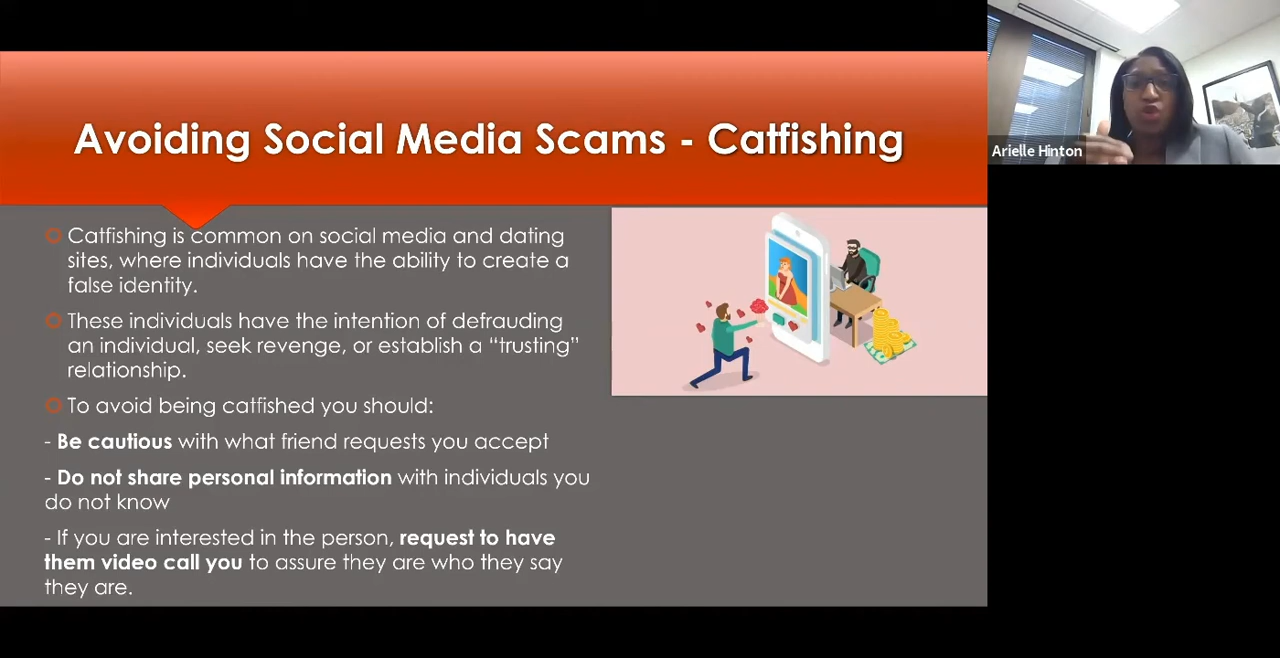 Avoiding Social Media Scams - Catfishing
Arielle Hinton
Catfishing is common on social media and dating
sites, where individuals have the ability to create a
false identity.
These individuals have the intention of defrauding
an individual, seek revenge, or establish a “trusting”
relationship.
To avoid being catfished you should:
- Be cautious with what friend requests you accept
- Do not share personal information with individuals you
do not know
- If you are interested in the person, request to have
them video call you to assure they are who they say
they are.